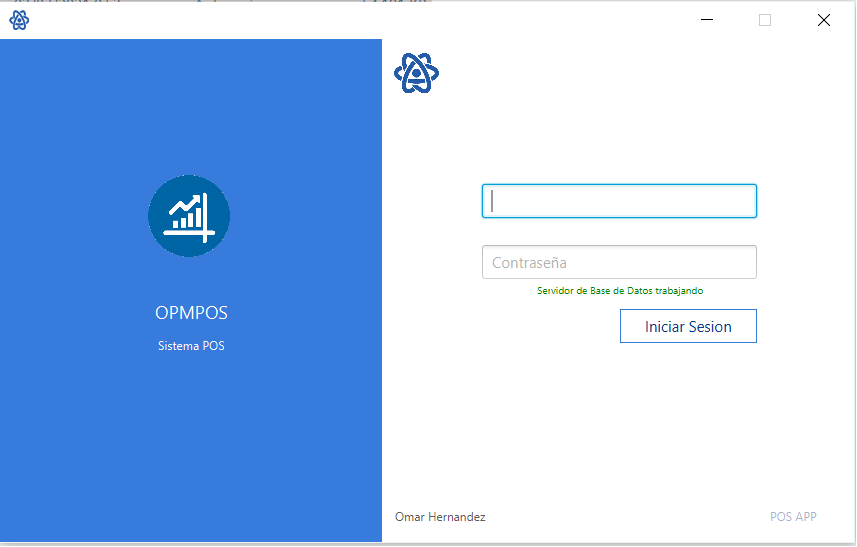 Contraseña
Servidor de Base de Datos trabajando
Iniciar Sesion
OPMPOS
Sistema POS
Omar Hernandez
POS APP